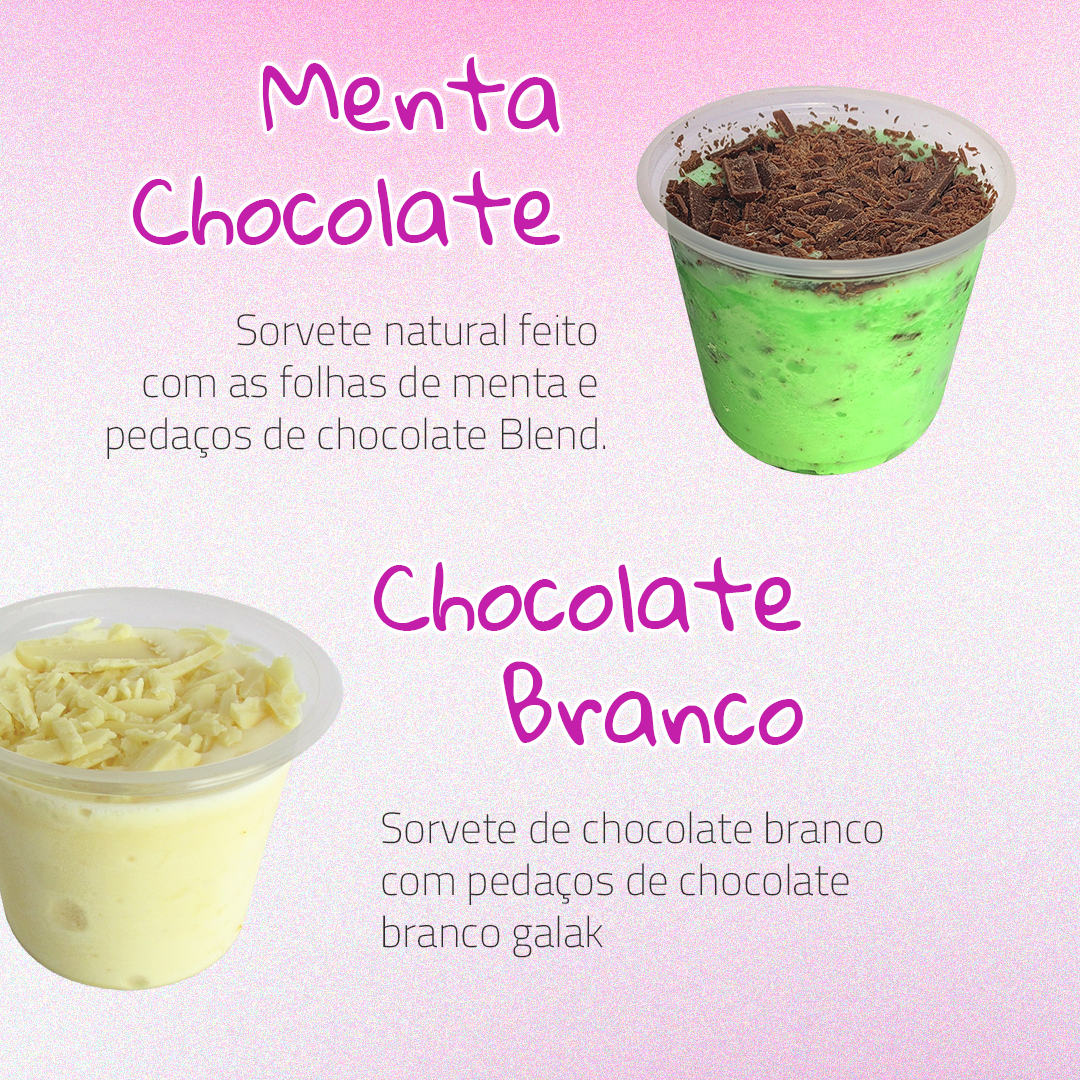 Menta
Chocolate
Sorvete natural feito
com as folhas de menta e
pedaços de chocolate Blend.
Chocolate
Branco
Sorvete de chocolate branco
com pedaços de chocolate
branco galak